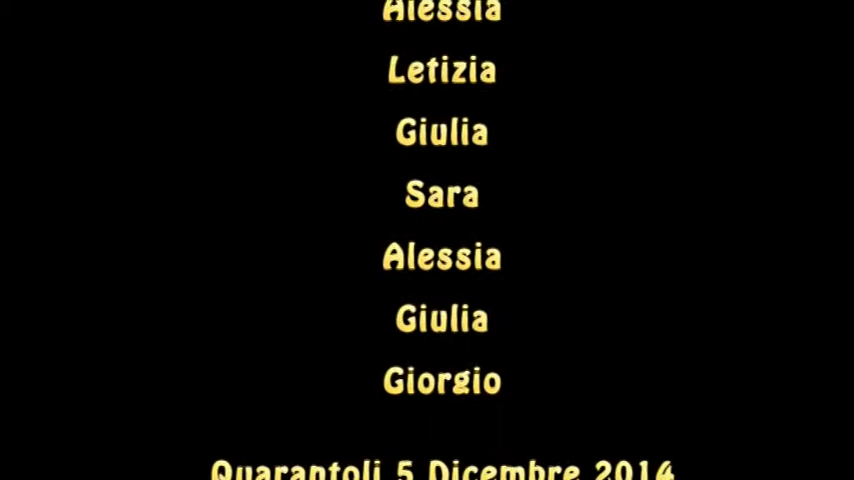 Alessia
Letizia
Giulia
Sara
Alessia
Giulia
Giorgio
Quarantoli 5 Dicembre 2014